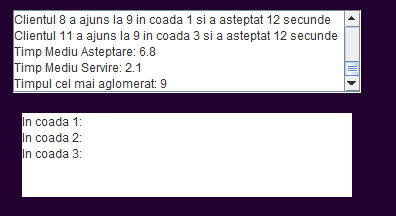 Clientul 8 a ajuns la 9 in coada 1 si a asteptat 12 secunde
Clientul 11 a ajuns la 9 in coada 3 si a asteptat 12 secunde
Timp Mediu Asteptare: 6.8
Timp Mediu Servire: 2.1
Timpul cel mai aglomerat: 9
In coada 1:
In coada 2:
In coada 3: